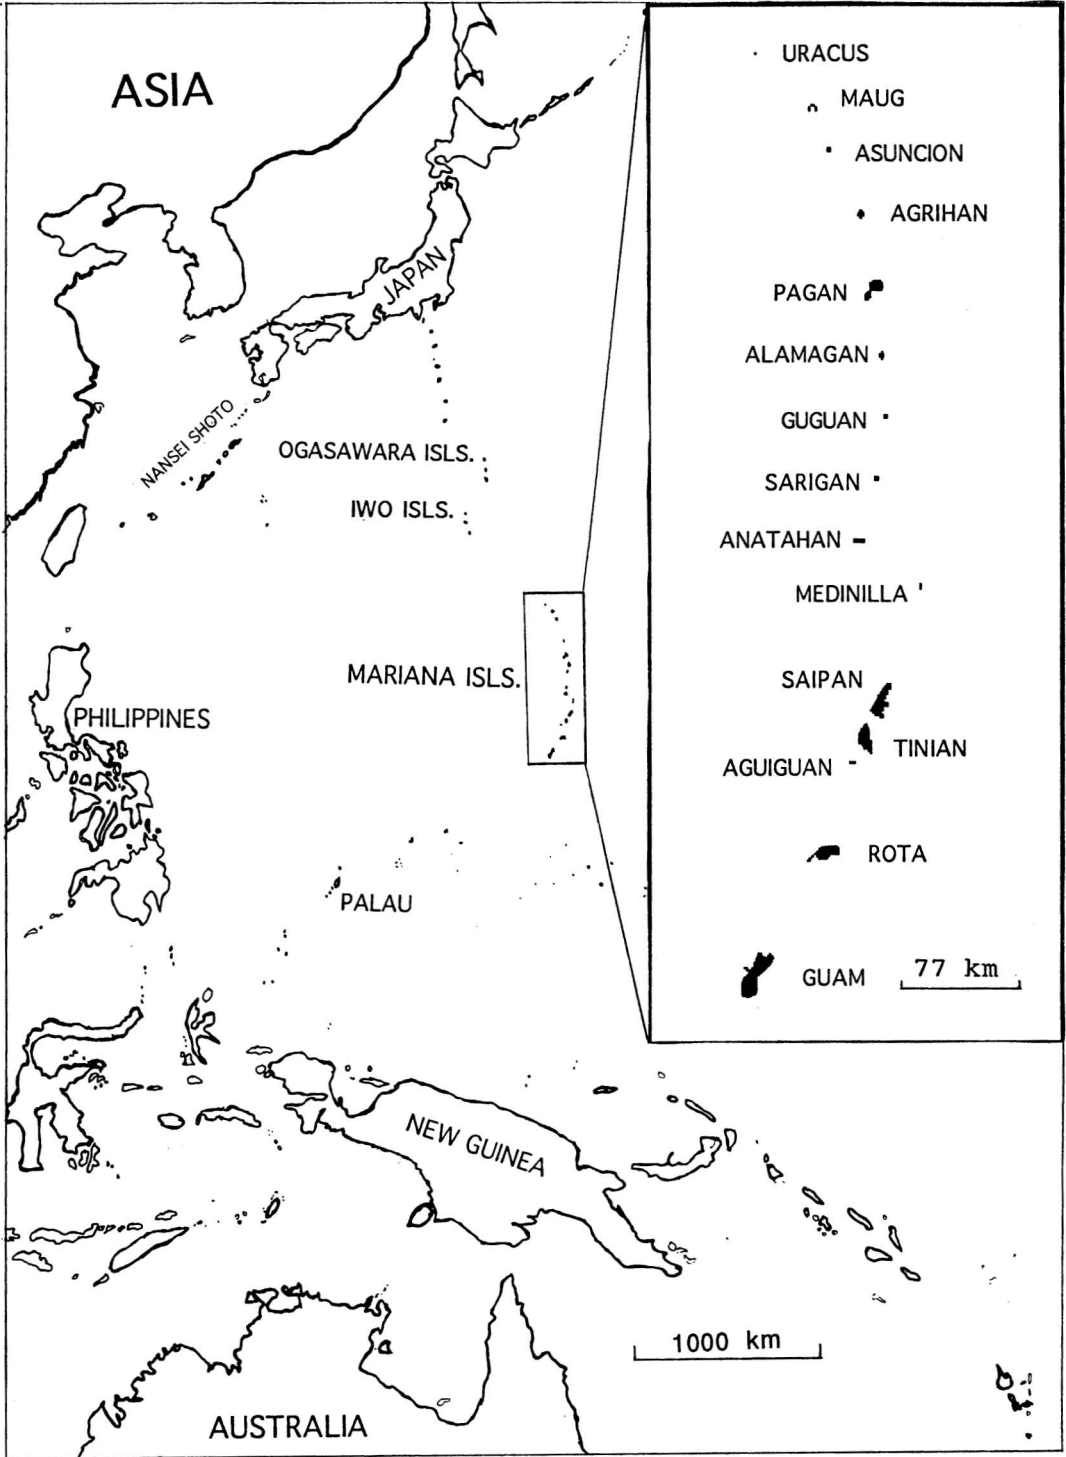 ASIA
JAPAN
NANSEI SHOTO
OGASAWARA ISLS.
IWO ISLS.
MARIANA ISLS.
PHILIPPINES
PALAU
NEW GUINEA
1000 km
AUSTRALIA
URACUS
MAUG
ASUNCION
AGRIHAN
PAGAN
ALAMAGAN
GUGUAN
SARIGAN
ANATAHAN
MEDINILLA
SAIPAN
TINIAN
AGUIGUAN
ROTA
GUAM
77 km